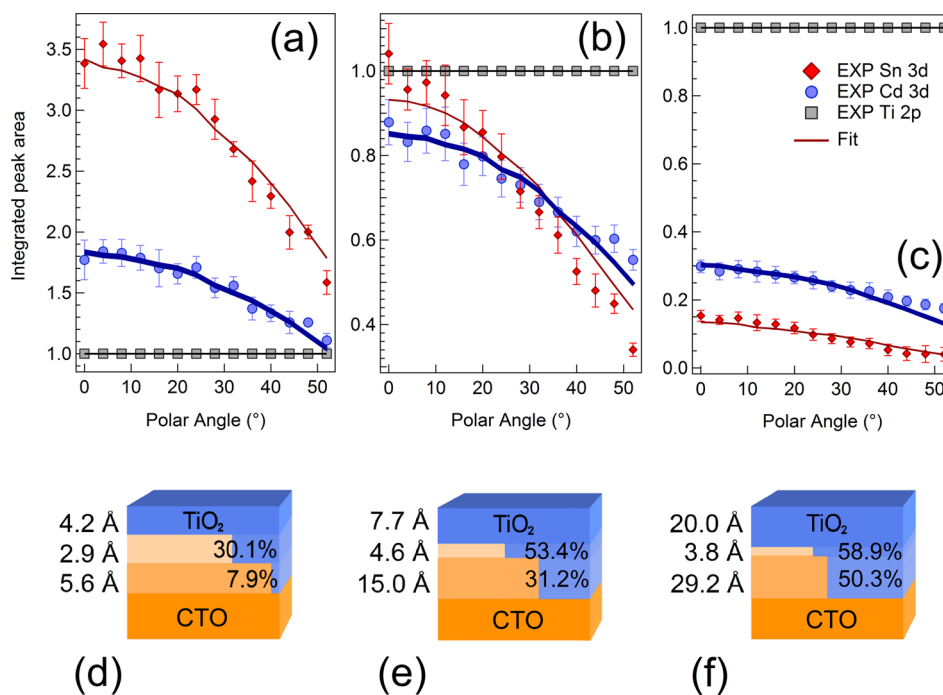 (a)
(b)
(c)
Integrated peak area
3.5
3.0
2.5
2.0
1.5
1.0
0 10 20 30 40 50
Polar Angle (°)
1.0
0.8
0.6
0.4
0 10 20 30 40 50
Polar Angle (°)
1.0
0.8
0.6
0.4
0.2
0.0
0 10 20 30 40 50
Polar Angle (°)
EXP Sn 3d
EXP Cd 3d
EXP Ti 2p
Fit
4.2 Å
2.9 Å
5.6 Å
TiO₂
30.1%
7.9%
CTO
(d)
7.7 Å
4.6 Å
15.0 Å
TiO₂
53.4%
31.2%
CTO
(e)
20.0 Å
3.8 Å
29.2 Å
TiO₂
58.9%
50.3%
CTO
(f)